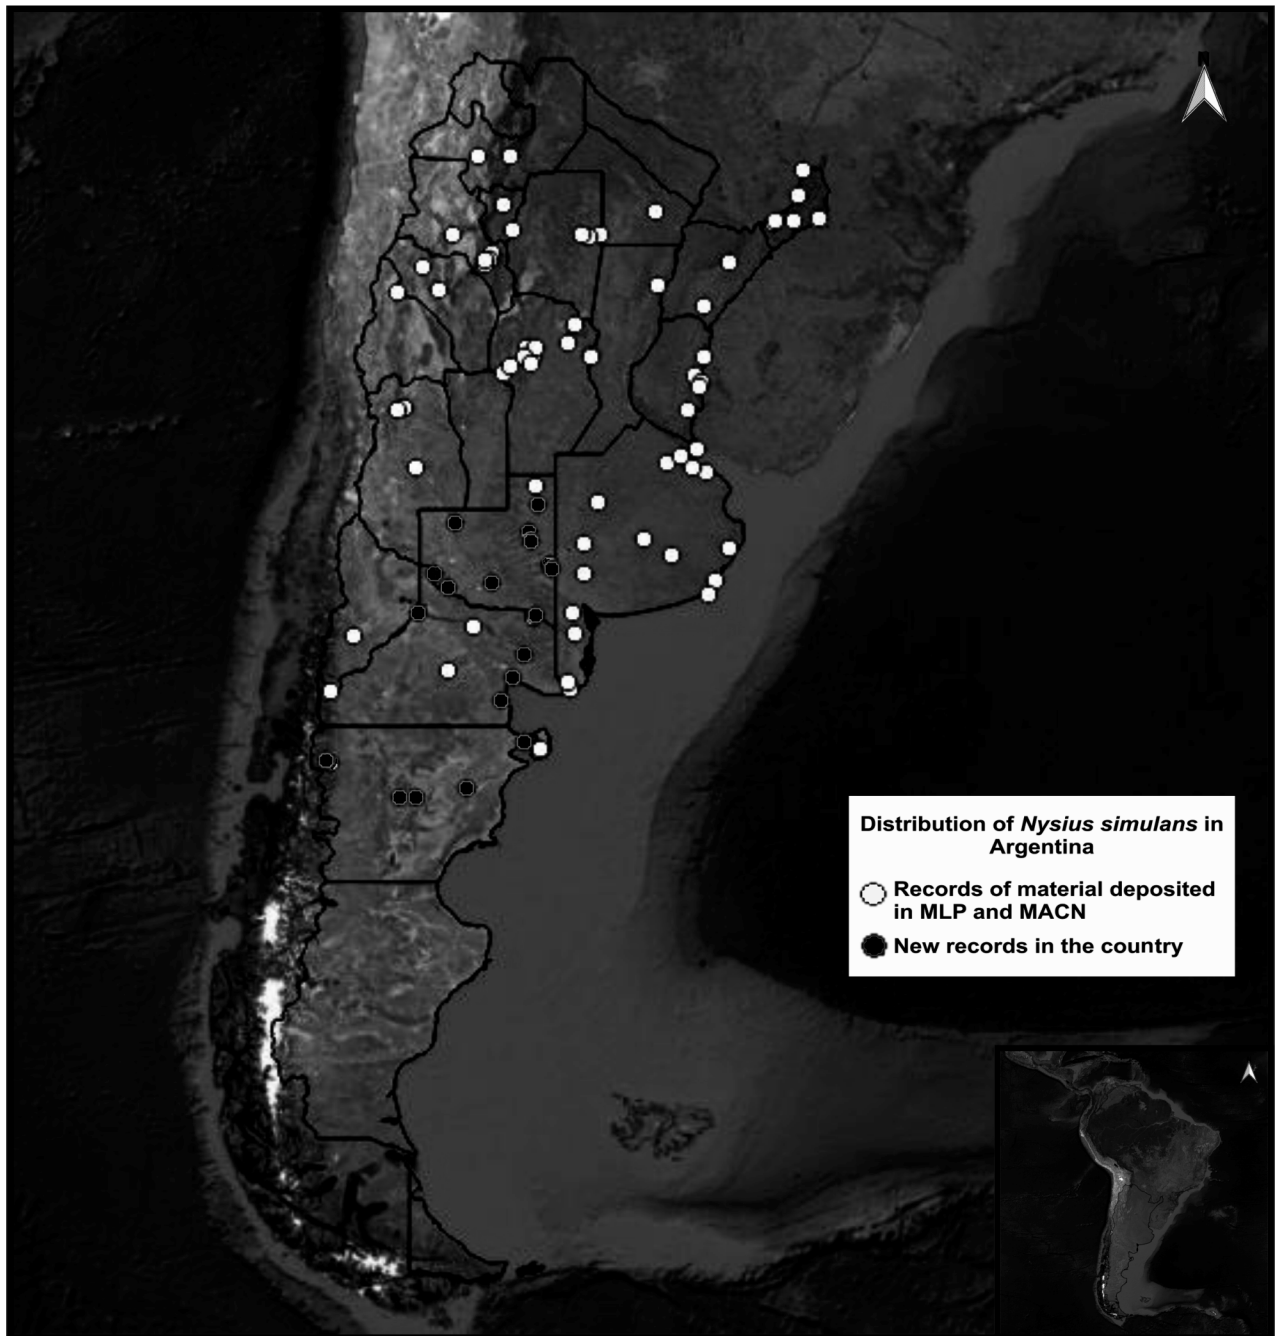 Distribution of Nysius simulans in
Argentina
Records of material deposited
in MLP and MACN
New records in the country